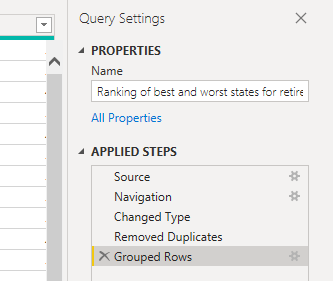 Query Settings
PROPERTIES
Name
Ranking of best and worst states for retire
All Properties
APPLIED STEPS
Source
Navigation
Changed Type
Removed Duplicates
Grouped Rows